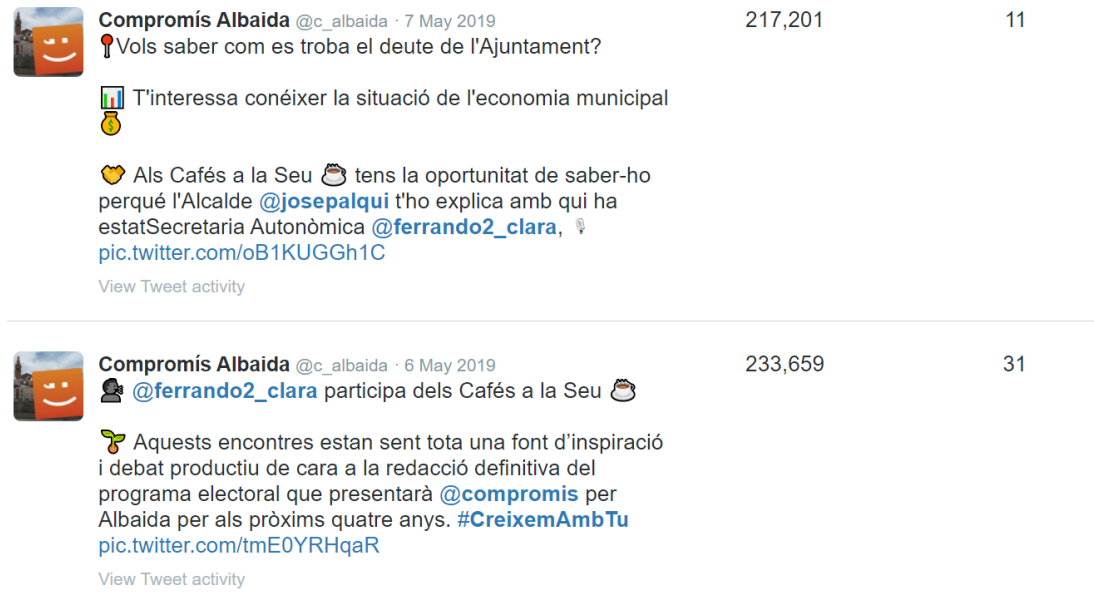 Compromís Albaida @c_albaida · 7 May 2019 217,201 11
📍Vols saber com es troba el deute de l'Ajuntament?
📊 T'interessa conéixer la situació de l'economia municipal
💰
🤝 Als Cafés a la Seu ☕ tens la oportunitat de saber-ho
perqué l'Alcalde @josepalqui t'ho explica amb qui ha
estatSecretaria Autonòmica @ferrando2_clara, 🎙
pic.twitter.com/oB1KUGGh1C
View Tweet activity
Compromís Albaida @c_albaida · 6 May 2019 233,659 31
🗣 @ferrando2_clara participa dels Cafés a la Seu ☕
🌱 Aquests encontres estan sent tota una font d’inspiració
i debat productiu de cara a la redacció definitiva del
programa electoral que presentarà @compromis per
Albaida per als pròxims quatre anys. #CreixemAmbTu
pic.twitter.com/tmE0YRHqaR
View Tweet activity